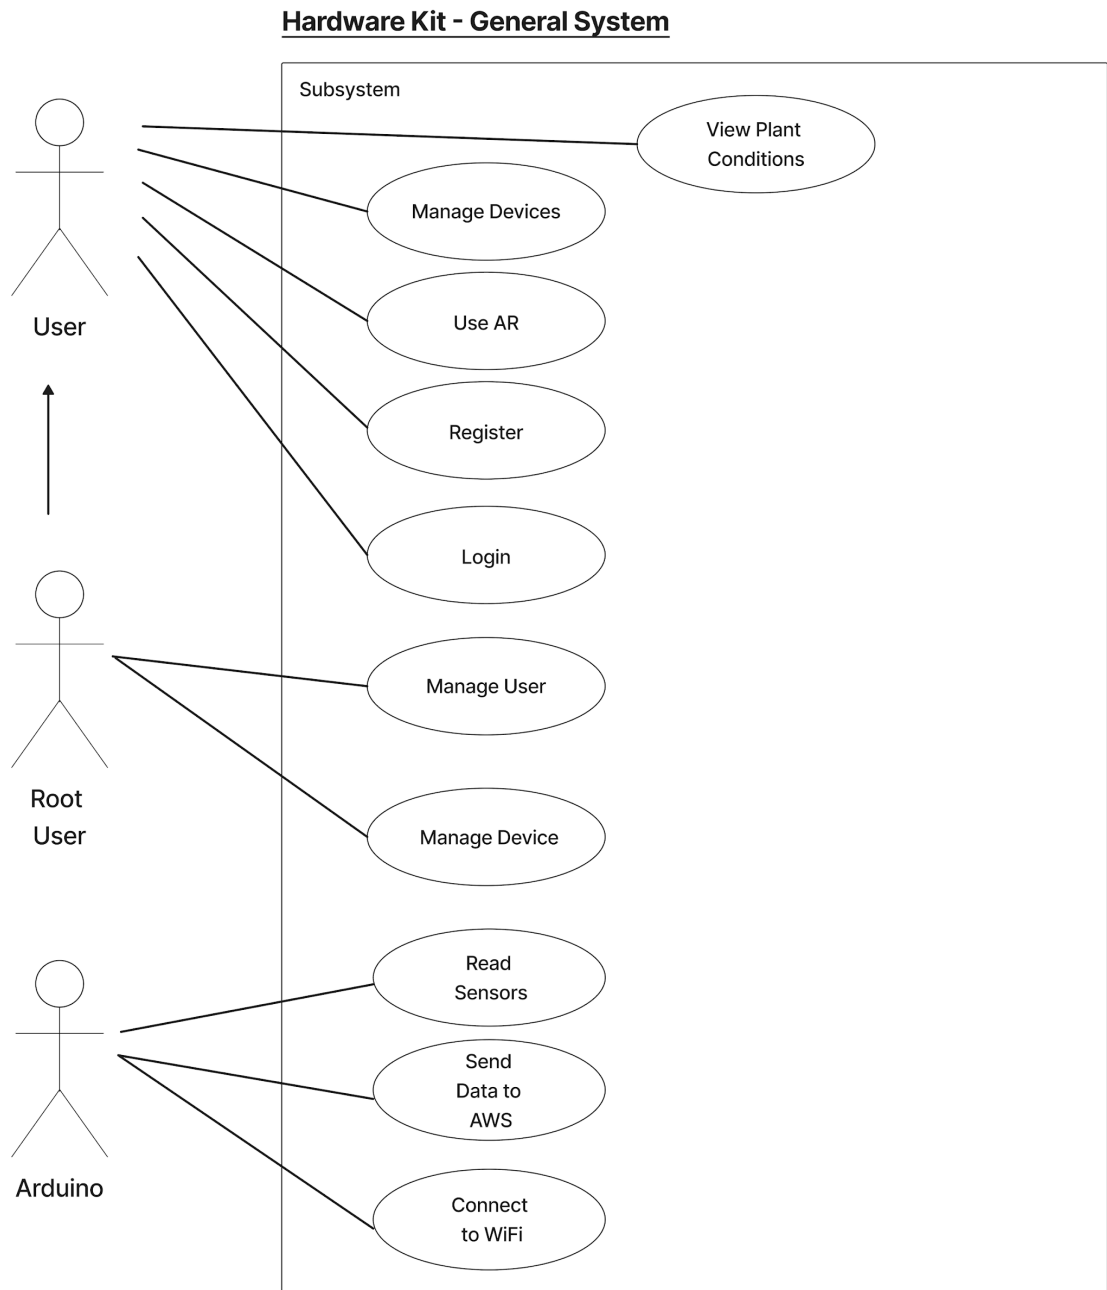 Hardware Kit - General System
Subsystem
View Plant
Conditions
Manage Devices
Use AR
User
Register
Login
Manage User
Root
User
Manage Device
Read
Sensors
Send
Data to
AWS
Arduino
Connect
to WiFi